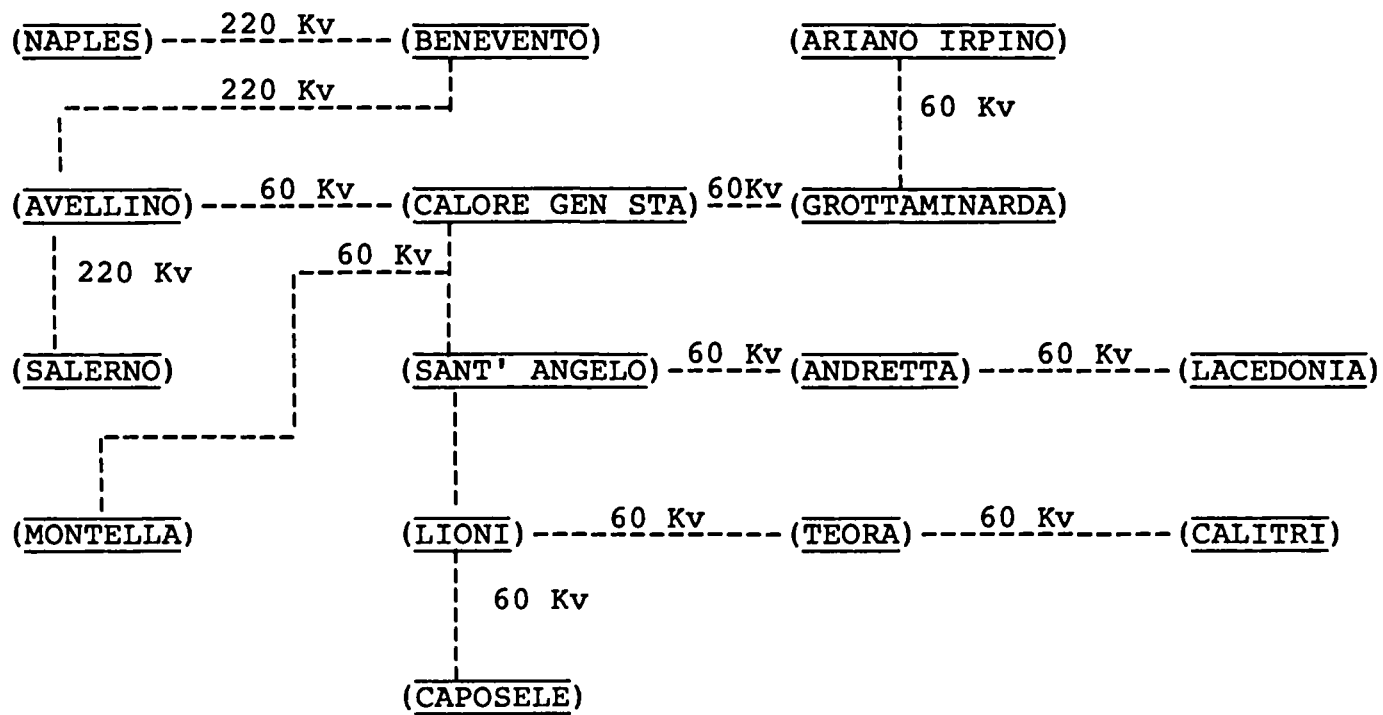 220 Kv
(NAPLES) (BENEVENTO) (ARIANO IRPINO)
220 Kv
60 Kv
60 Kv 60Kv
(AVELLINO) (CALORE GEN STA) (GROTTAMINARDA)
60 Kv
220 Kv
60 Kv 60 Kv
(SALERNO) (SANT' ANGELO) (ANDRETTA) (LACEDONIA)
60 Kv 60 Kv
(MONTELLA) (LIONI) (TEORA) (CALITRI)
60 Kv
(CAPOSELE)